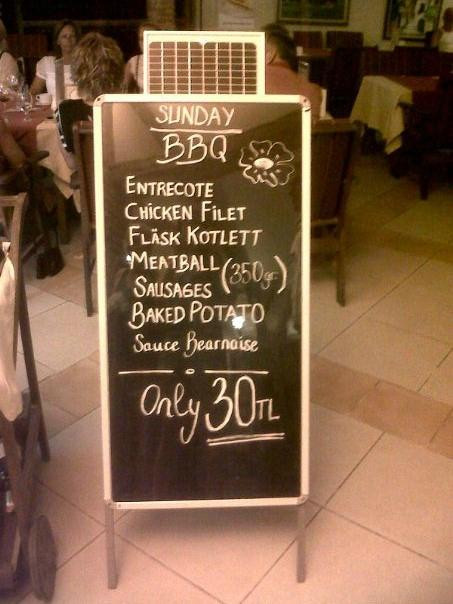 SUNDAY
BBQ
ENTRECOTE
CHICKEN FILET
FLÄSK KOTLETT
MEATBALL (350gr.)
SAUSAGES
BAKED POTATO
Sauce Bearnaise
Only 30TL